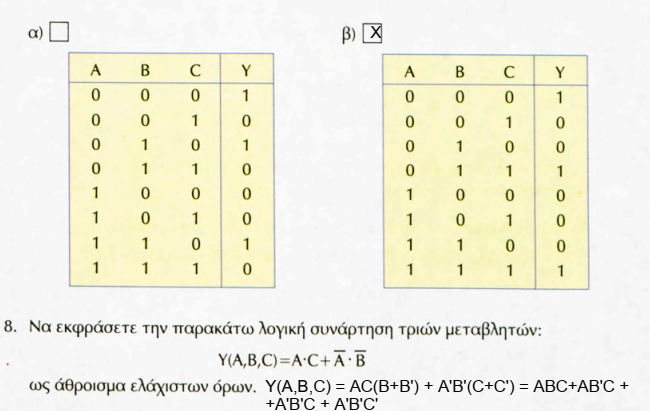 α) β) X
A B C Y A B C Y
0 0 0 1 0 0 0 1
0 0 1 0 0 0 1 0
0 1 0 1 0 1 0 0
0 1 1 0 0 1 1 1
1 0 0 0 1 0 0 0
1 0 1 0 1 0 1 0
1 1 0 1 1 1 0 0
1 1 1 0 1 1 1 1
8. Να εκφράσετε την παρακάτω λογική συνάρτηση τριών μεταβλητών:
Y(A,B,C)=A·C+A̅·B̅
ως άθροισμα ελάχιστων όρων. Y(A,B,C) = AC(B+B') + A'B'(C+C') = ABC+AB'C +
+A'B'C + A'B'C'